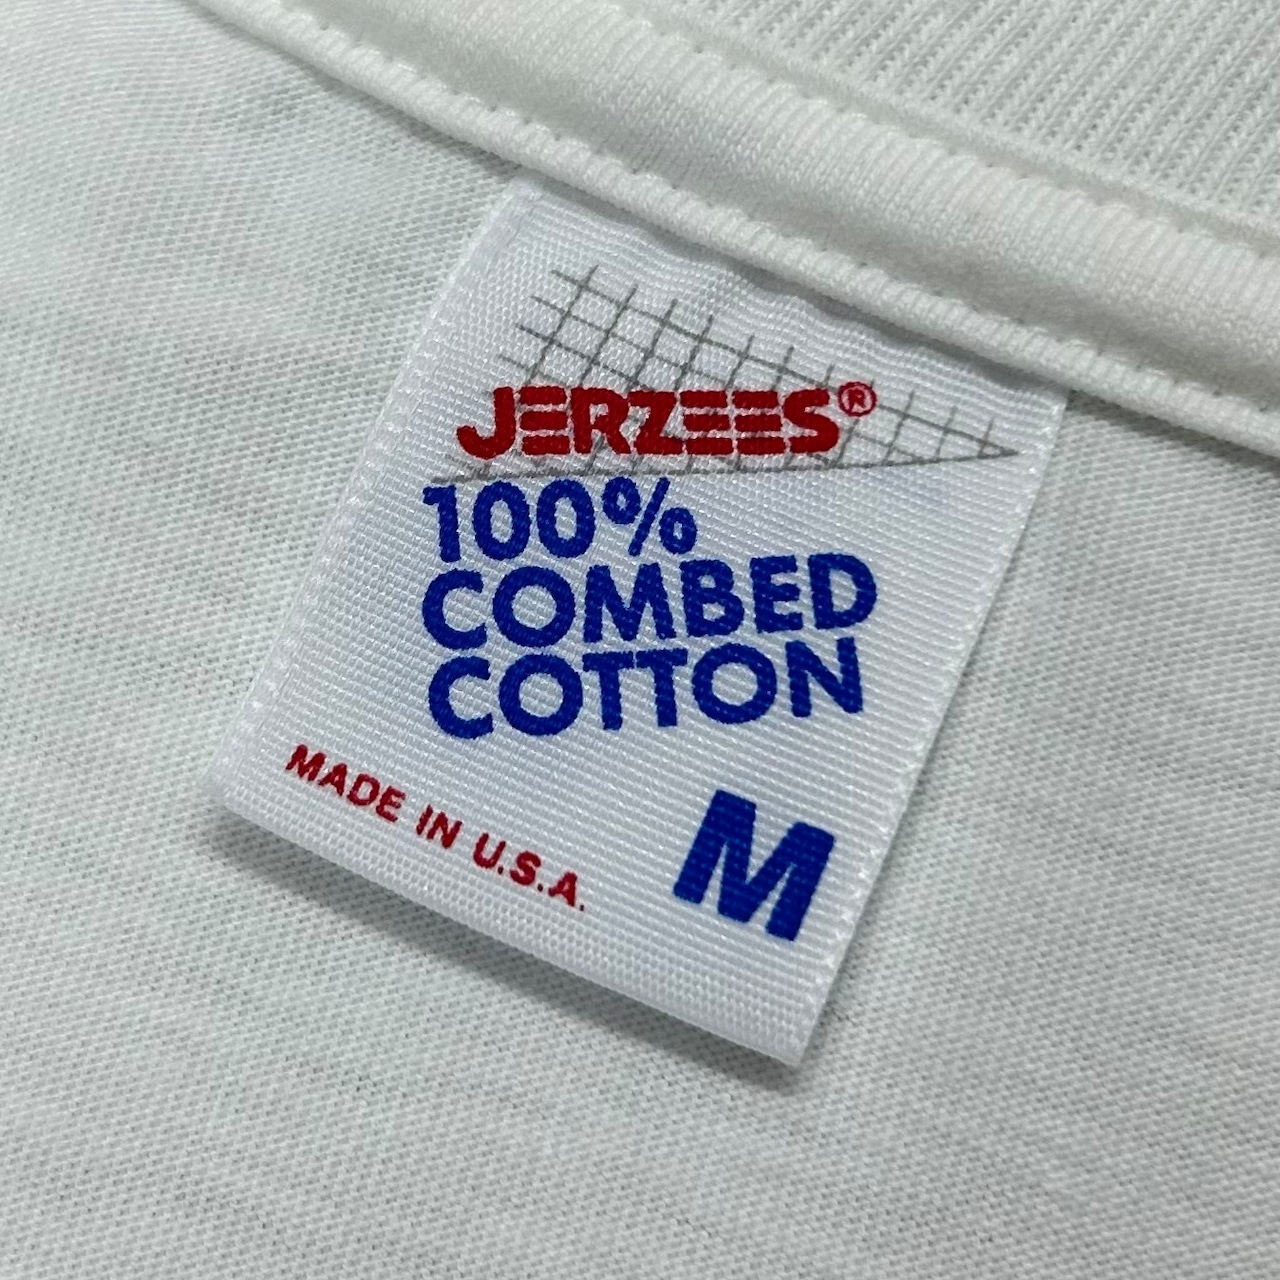 JERZEES®
100%
COMBED
COTTON
MADE IN U.S.A.
M